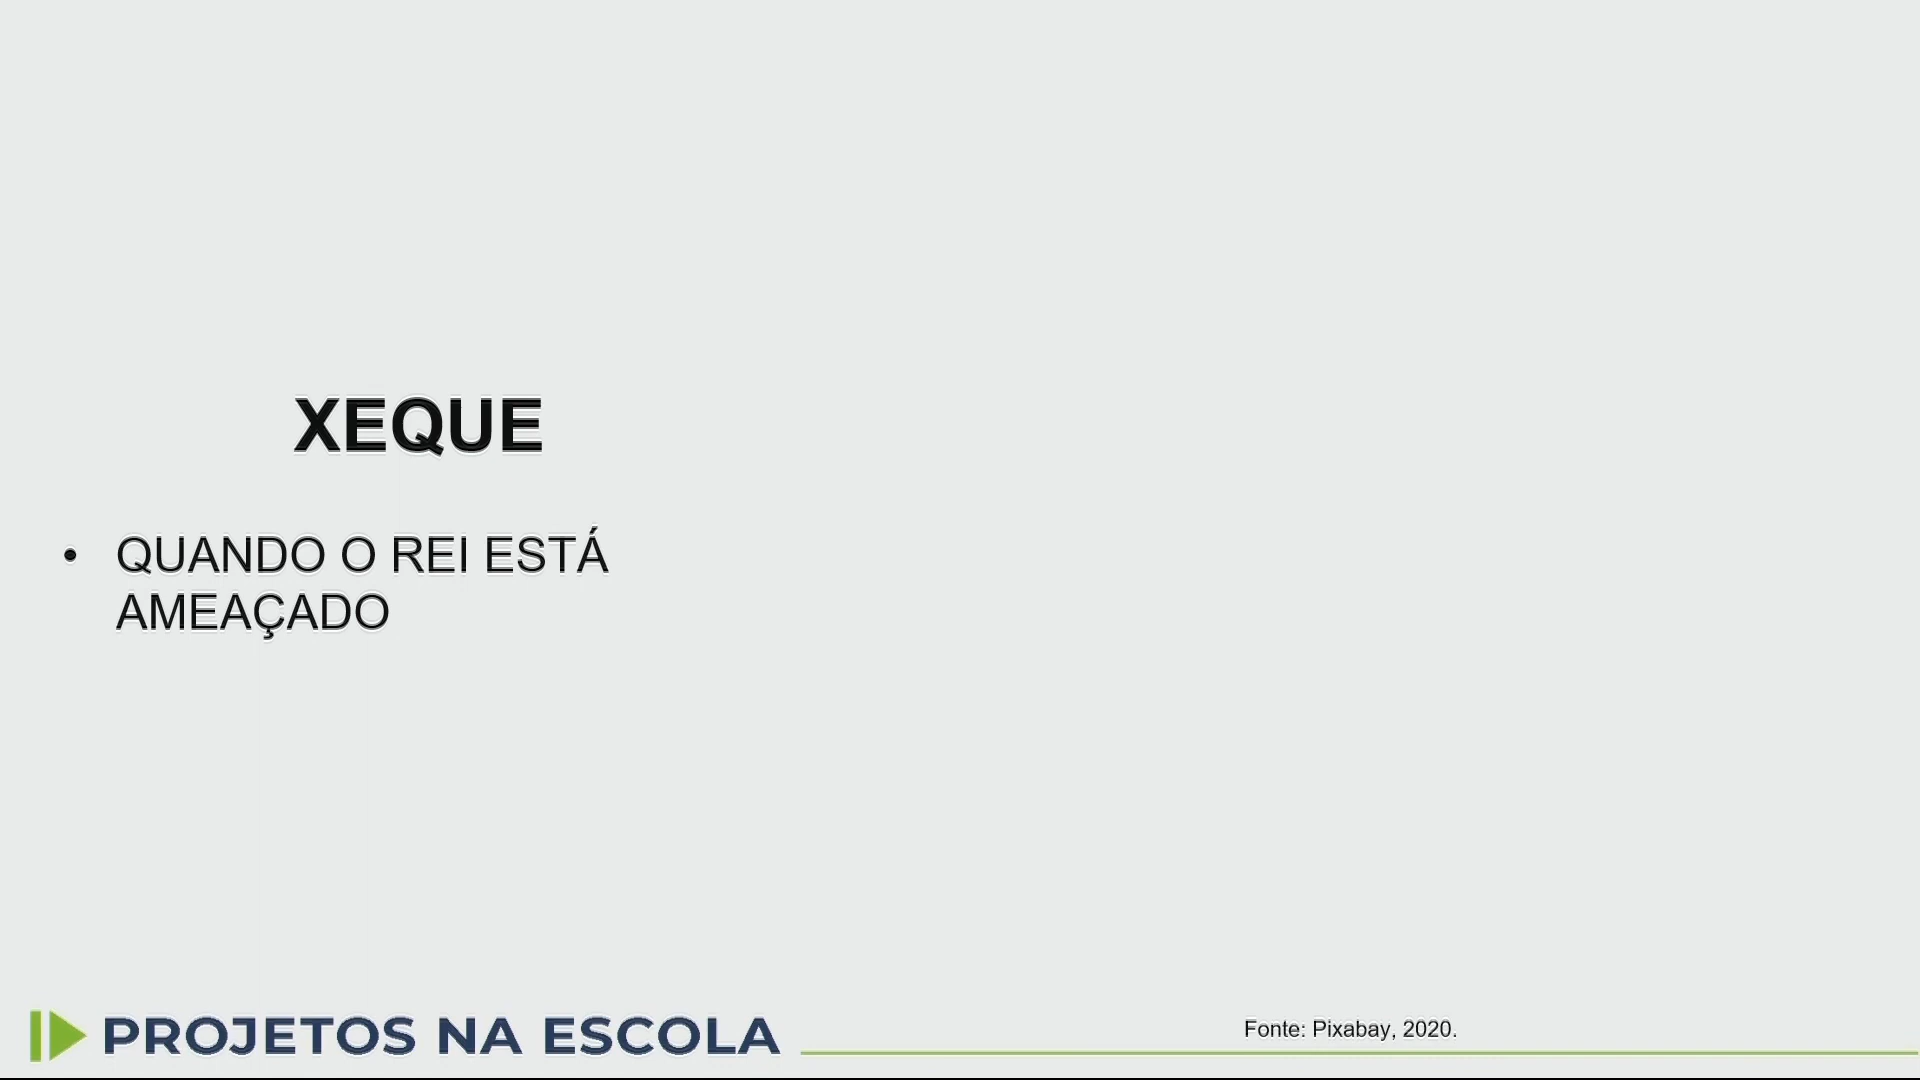 XEQUE
• QUANDO O REI ESTÁ
AMEAÇADO
PROJETOS NA ESCOLA
Fonte: Pixabay, 2020.